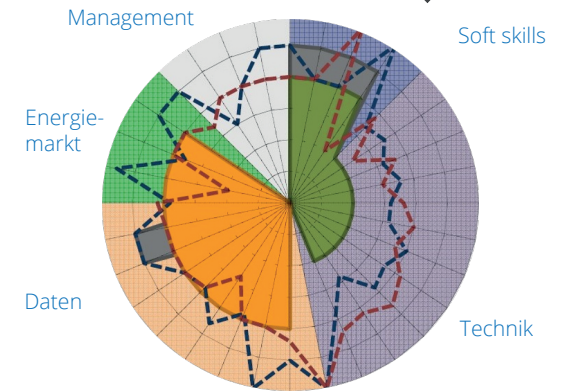 Management
Soft skills
Energie-
markt
Daten
Technik